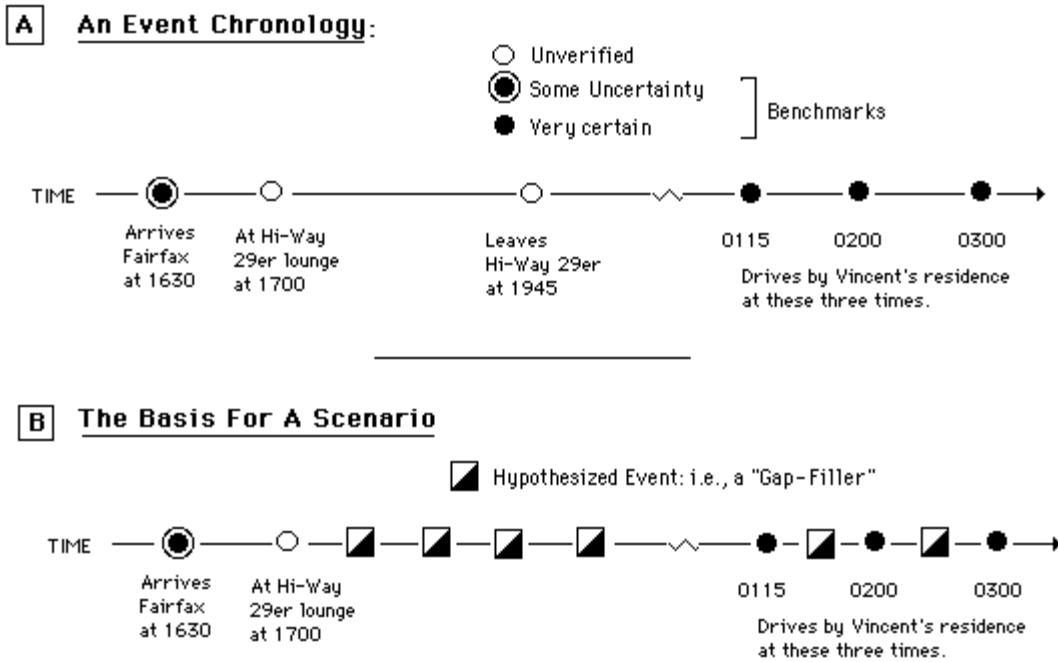 A An Event Chronology:
Unverified
Some Uncertainty
Very certain
Benchmarks
TIME
Arrives
Fairfax
at 1630
At Hi-Way
29er lounge
at 1700
Leaves
Hi-Way 29er
at 1945
0115 0200 0300
Drives by Vincent's residence
at these three times.
B The Basis For A Scenario
Hypothesized Event: i.e., a "Gap-Filler"
TIME
Arrives
Fairfax
at 1630
At Hi-Way
29er lounge
at 1700
0115 0200 0300
Drives by Vincent's residence
at these three times.